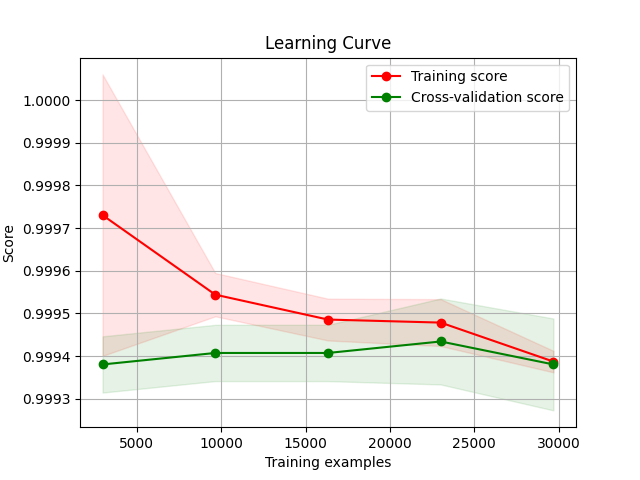 Learning Curve
Training score
Cross-validation score
1.0000
0.9999
0.9998
0.9997
0.9996
0.9995
0.9994
0.9993
Score
5000 10000 15000 20000 25000 30000
Training examples